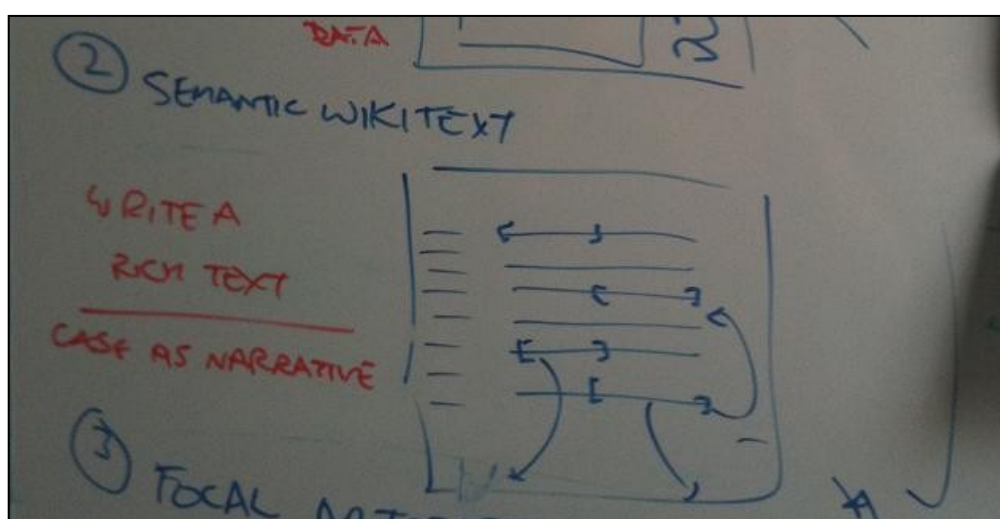 DATA
② SEMANTIC WIKITEXT
WRITE A
RICH TEXT
CASE AS NARRATIVE
③ FOCAL